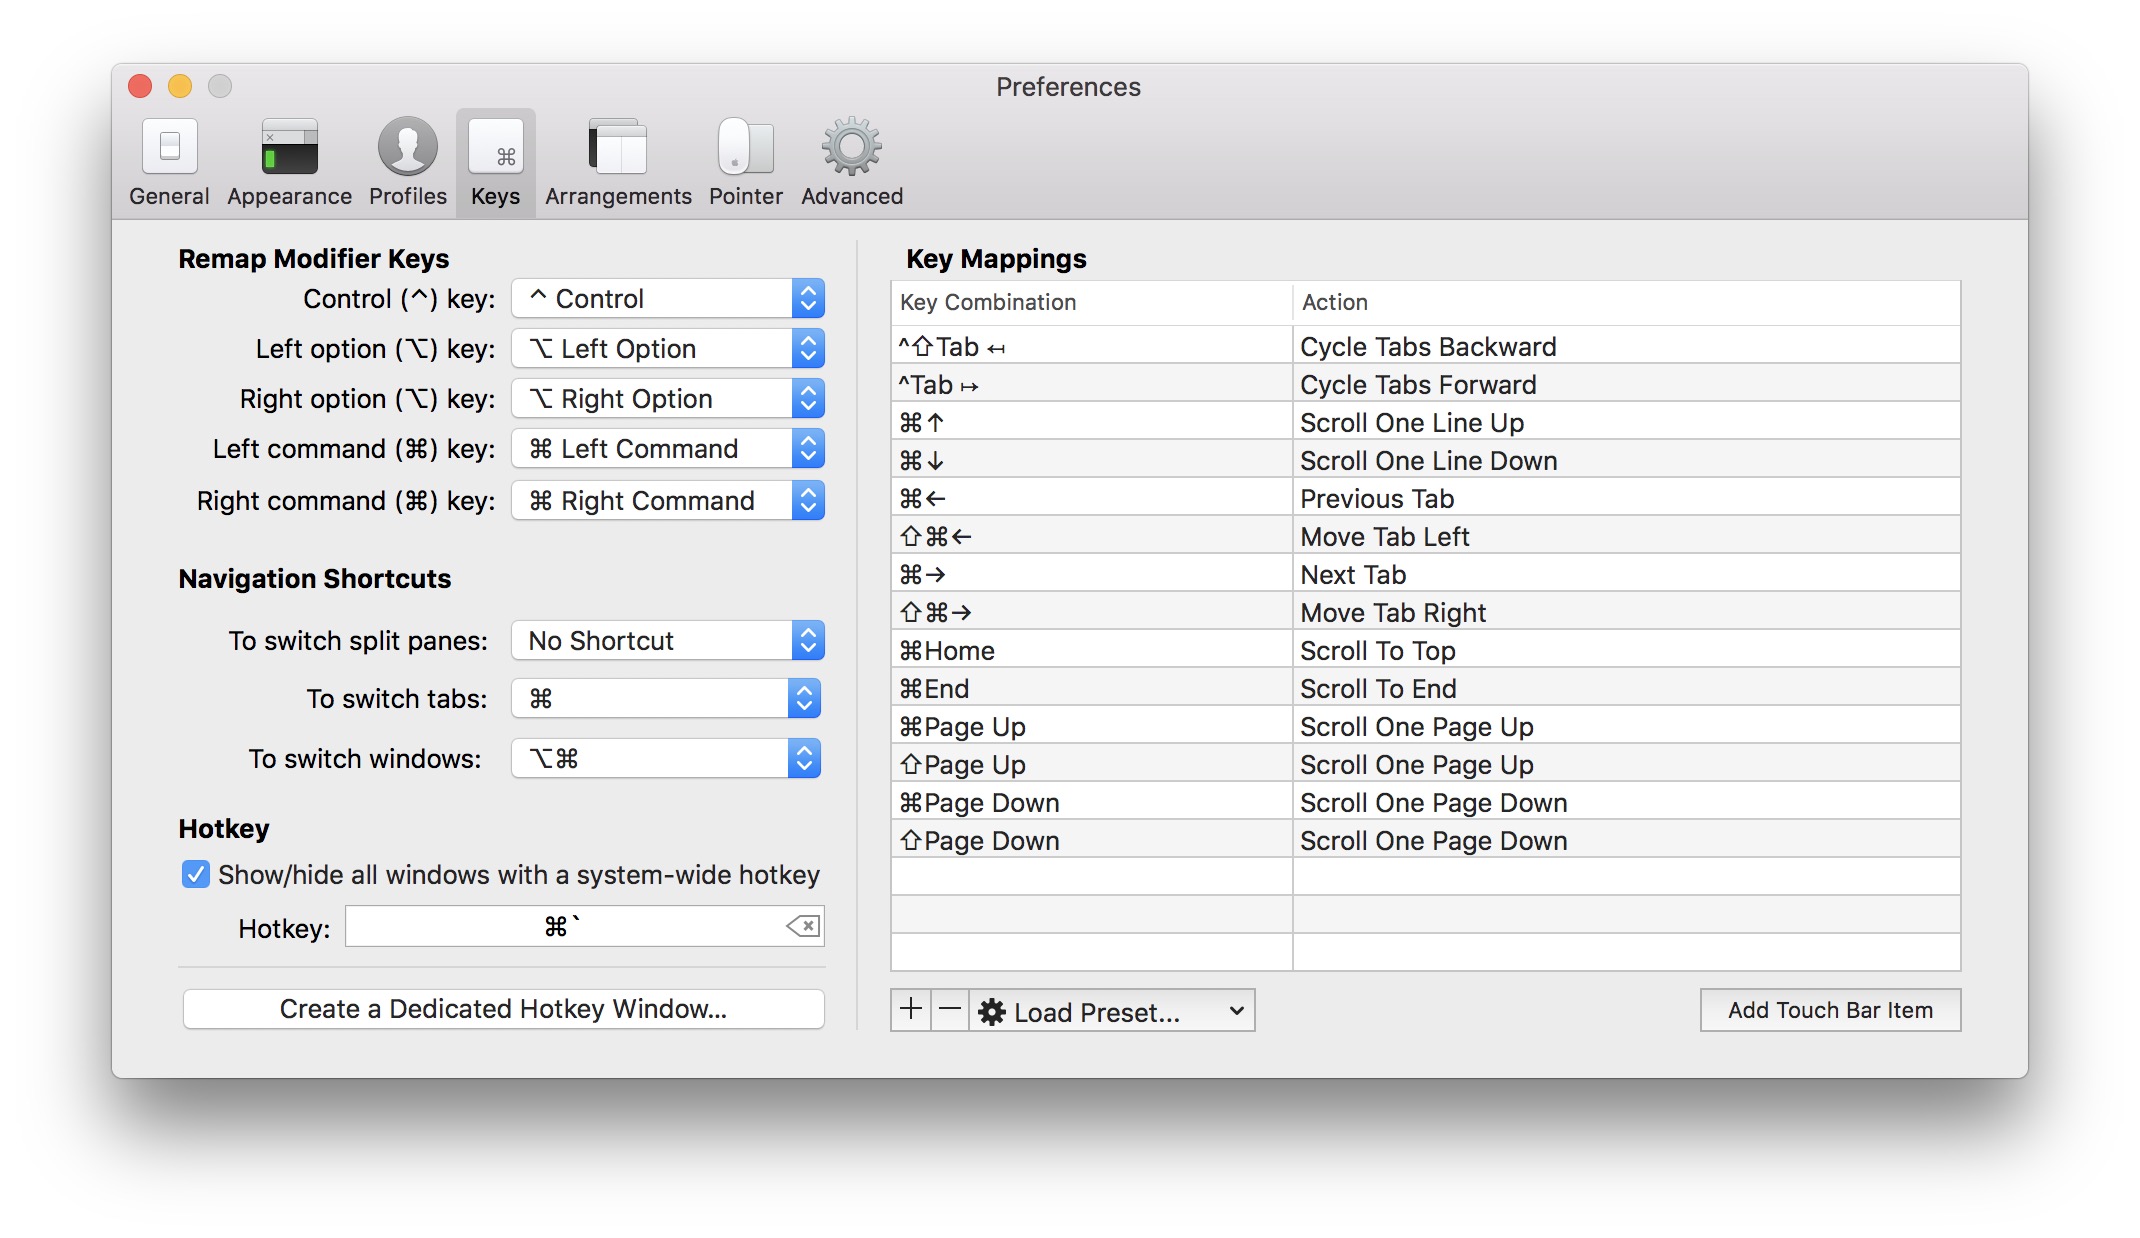 Preferences
General Appearance Profiles Keys Arrangements Pointer Advanced
Remap Modifier Keys
Control (^) key: ^ Control
Left option (⌥) key: ⌥ Left Option
Right option (⌥) key: ⌥ Right Option
Left command (⌘) key: ⌘ Left Command
Right command (⌘) key: ⌘ Right Command
Navigation Shortcuts
To switch split panes: No Shortcut
To switch tabs: ⌘
To switch windows: ⌥⌘
Hotkey
Show/hide all windows with a system-wide hotkey
Hotkey: ⌘`
Create a Dedicated Hotkey Window...
Key Mappings
Key Combination Action
^⇧Tab ↤ Cycle Tabs Backward
^Tab ↦ Cycle Tabs Forward
⌘↑ Scroll One Line Up
⌘↓ Scroll One Line Down
⌘← Previous Tab
⇧⌘← Move Tab Left
⌘→ Next Tab
⇧⌘→ Move Tab Right
⌘Home Scroll To Top
⌘End Scroll To End
⌘Page Up Scroll One Page Up
⇧Page Up Scroll One Page Up
⌘Page Down Scroll One Page Down
⇧Page Down Scroll One Page Down
+ − Load Preset... Add Touch Bar Item